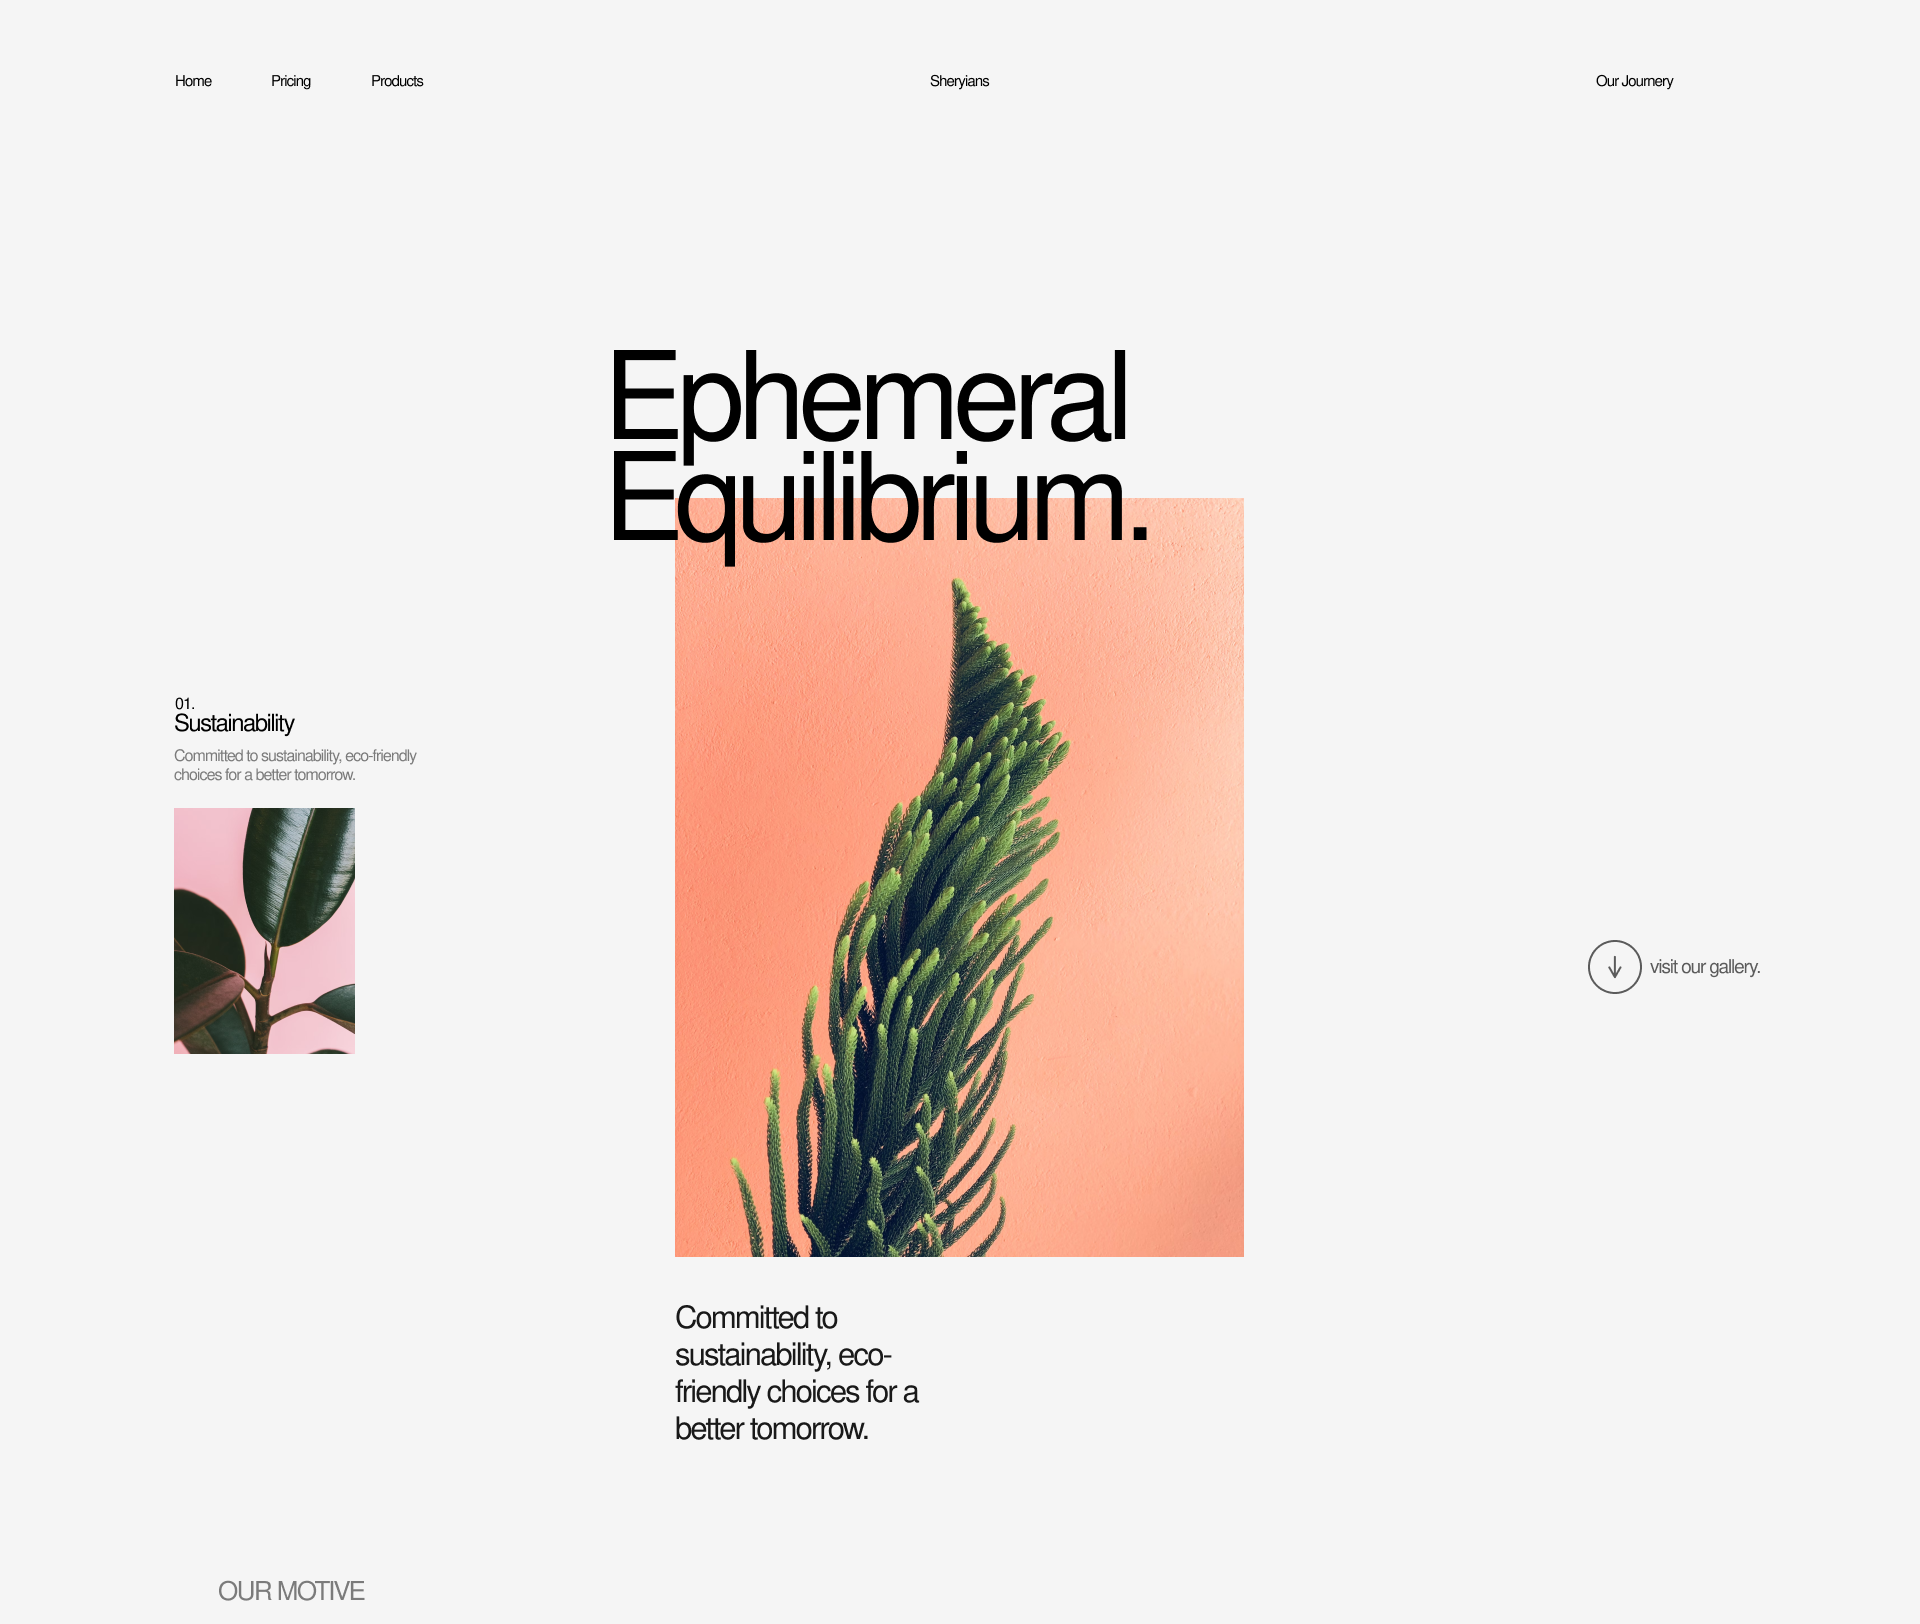 Home
Pricing
Products
Sheryians
Our Journery
Ephemeral
Equilibrium.
01.
Sustainability
Committed to sustainability, eco-friendly
choices for a better tomorrow.
visit our gallery.
Committed to
sustainability, eco-
friendly choices for a
better tomorrow.
OUR MOTIVE